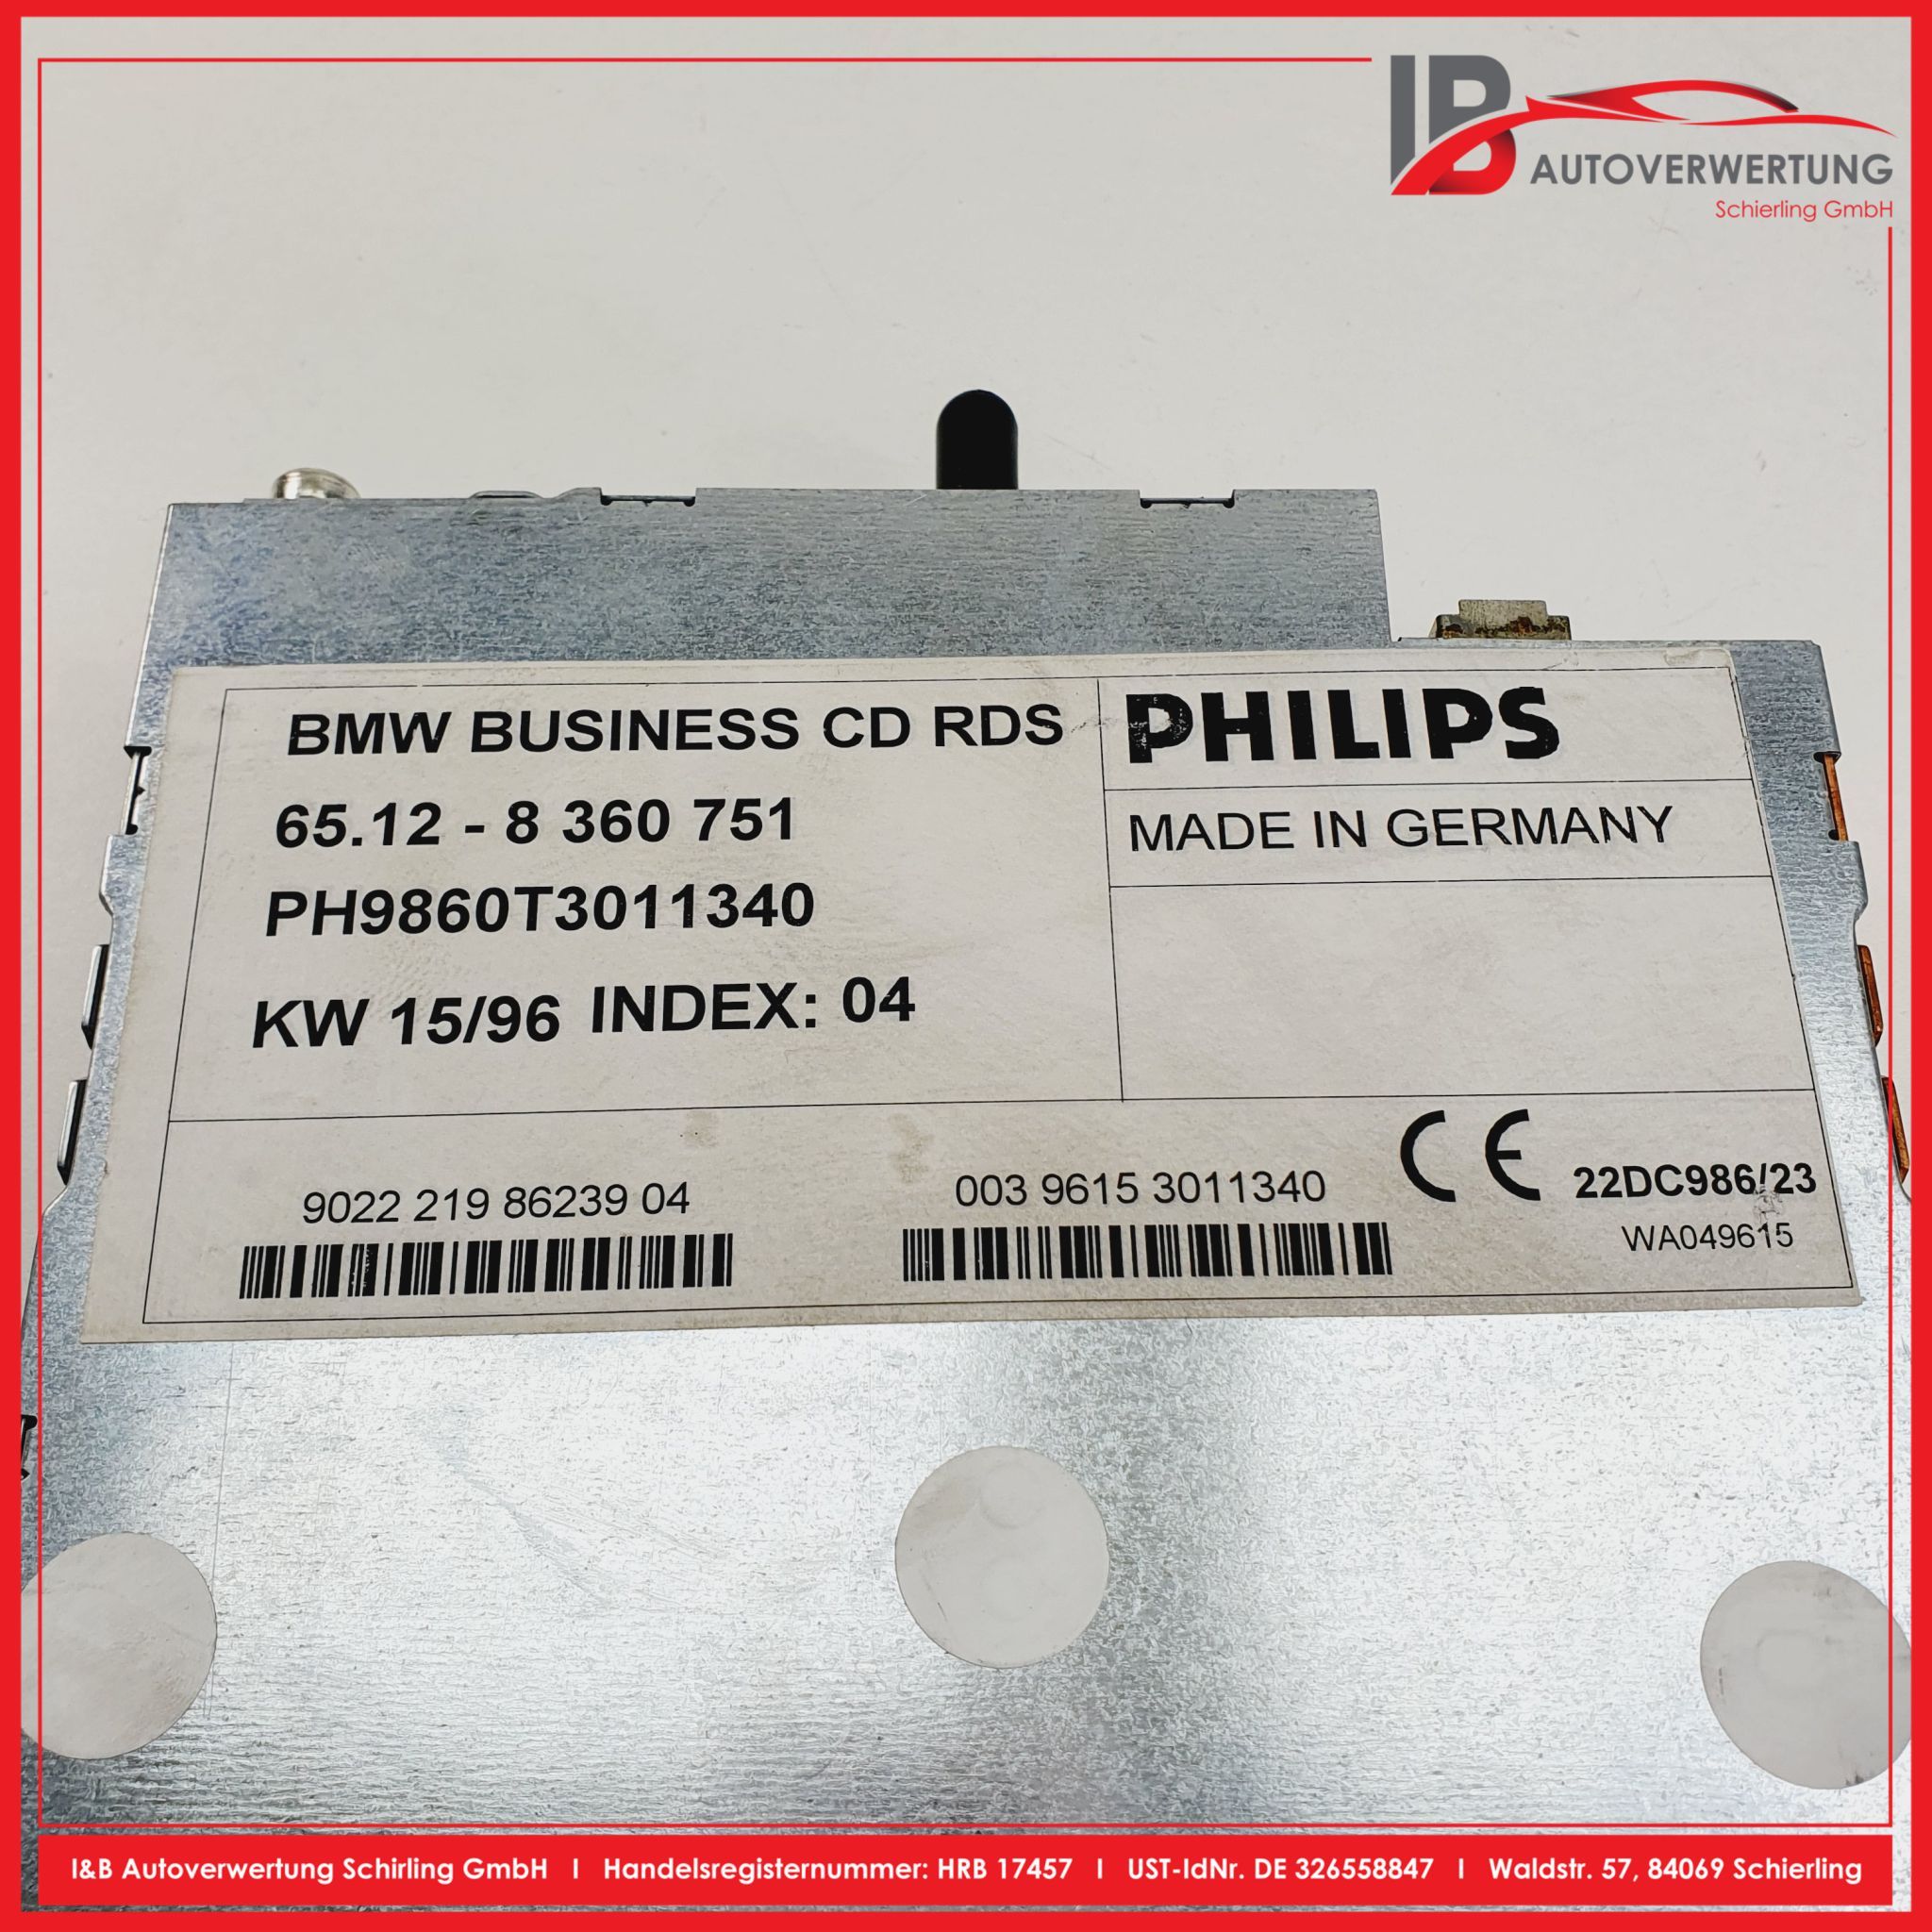 IB
AUTOVERWERTUNG
Schierling GmbH
BMW BUSINESS CD RDS
PHILIPS
65.12 - 8 360 751
MADE IN GERMANY
PH9860T3011340
KW 15/96 INDEX: 04
9022 219 86239 04
003 9615 3011340
CE
22DC986/23
WA049615
I&B Autoverwertung Schirling GmbH I Handelsregisternummer: HRB 17457 I UST-IdNr. DE 326558847 I Waldstr. 57, 84069 Schierling